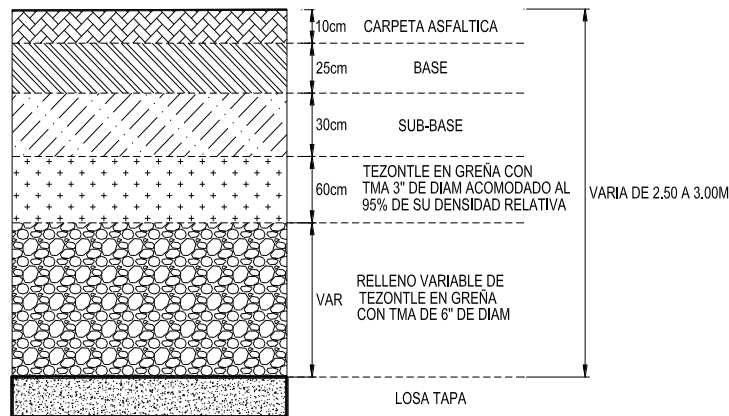 10cm CARPETA ASFALTICA
25cm BASE
30cm SUB-BASE
60cm
TEZONTLE EN GREÑA CON
TMA 3" DE DIAM ACOMODADO AL
95% DE SU DENSIDAD RELATIVA
VARIA DE 2.50 A 3.00M
VAR
RELLENO VARIABLE DE
TEZONTLE EN GREÑA
CON TMA DE 6" DE DIAM
LOSA TAPA